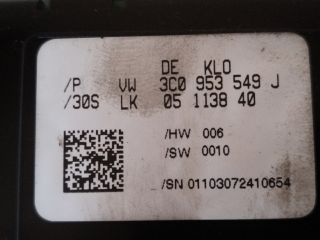 DE KLO
/P VW 3C0 953 549 J
/30S LK 05 1138 40
/HW 006
/SW 0010
/SN 01103072410654